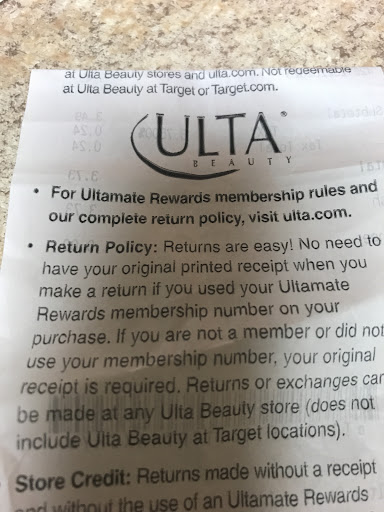 at Ulta Beauty stores and ulta.com. Not redeemable
at Ulta Beauty at Target or Target.com.
ULTA®
BEAUTY
• For Ultamate Rewards membership rules and
our complete return policy, visit ulta.com.
• Return Policy: Returns are easy! No need to
have your original printed receipt when you
make a return if you used your Ultamate
Rewards membership number on your
purchase. If you are not a member or did not
use your membership number, your original
receipt is required. Returns or exchanges can
be made at any Ulta Beauty store (does not
include Ulta Beauty at Target locations).
Store Credit: Returns made without a receipt
and without the use of an Ultamate Rewards